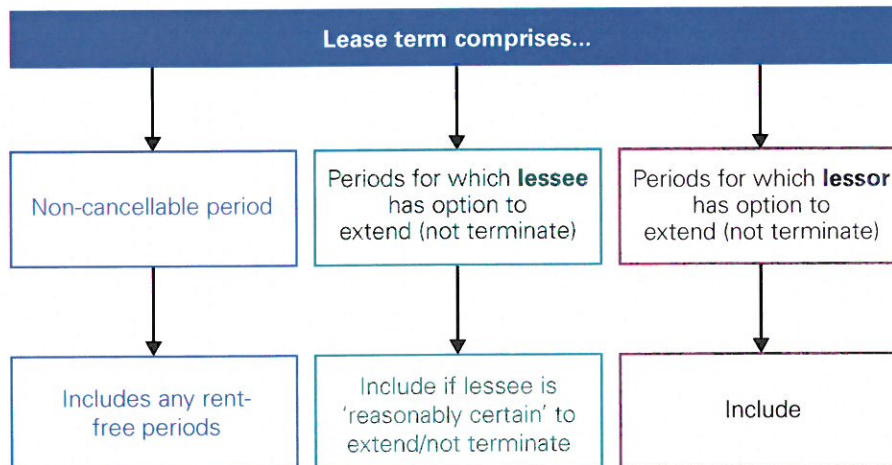 Lease term comprises...
Non-cancellable period
Periods for which lessee
has option to
extend (not terminate)
Periods for which lessor
has option to
extend (not terminate)
Includes any rent-
free periods
Include if lessee is
'reasonably certain' to
extend/not terminate
Include